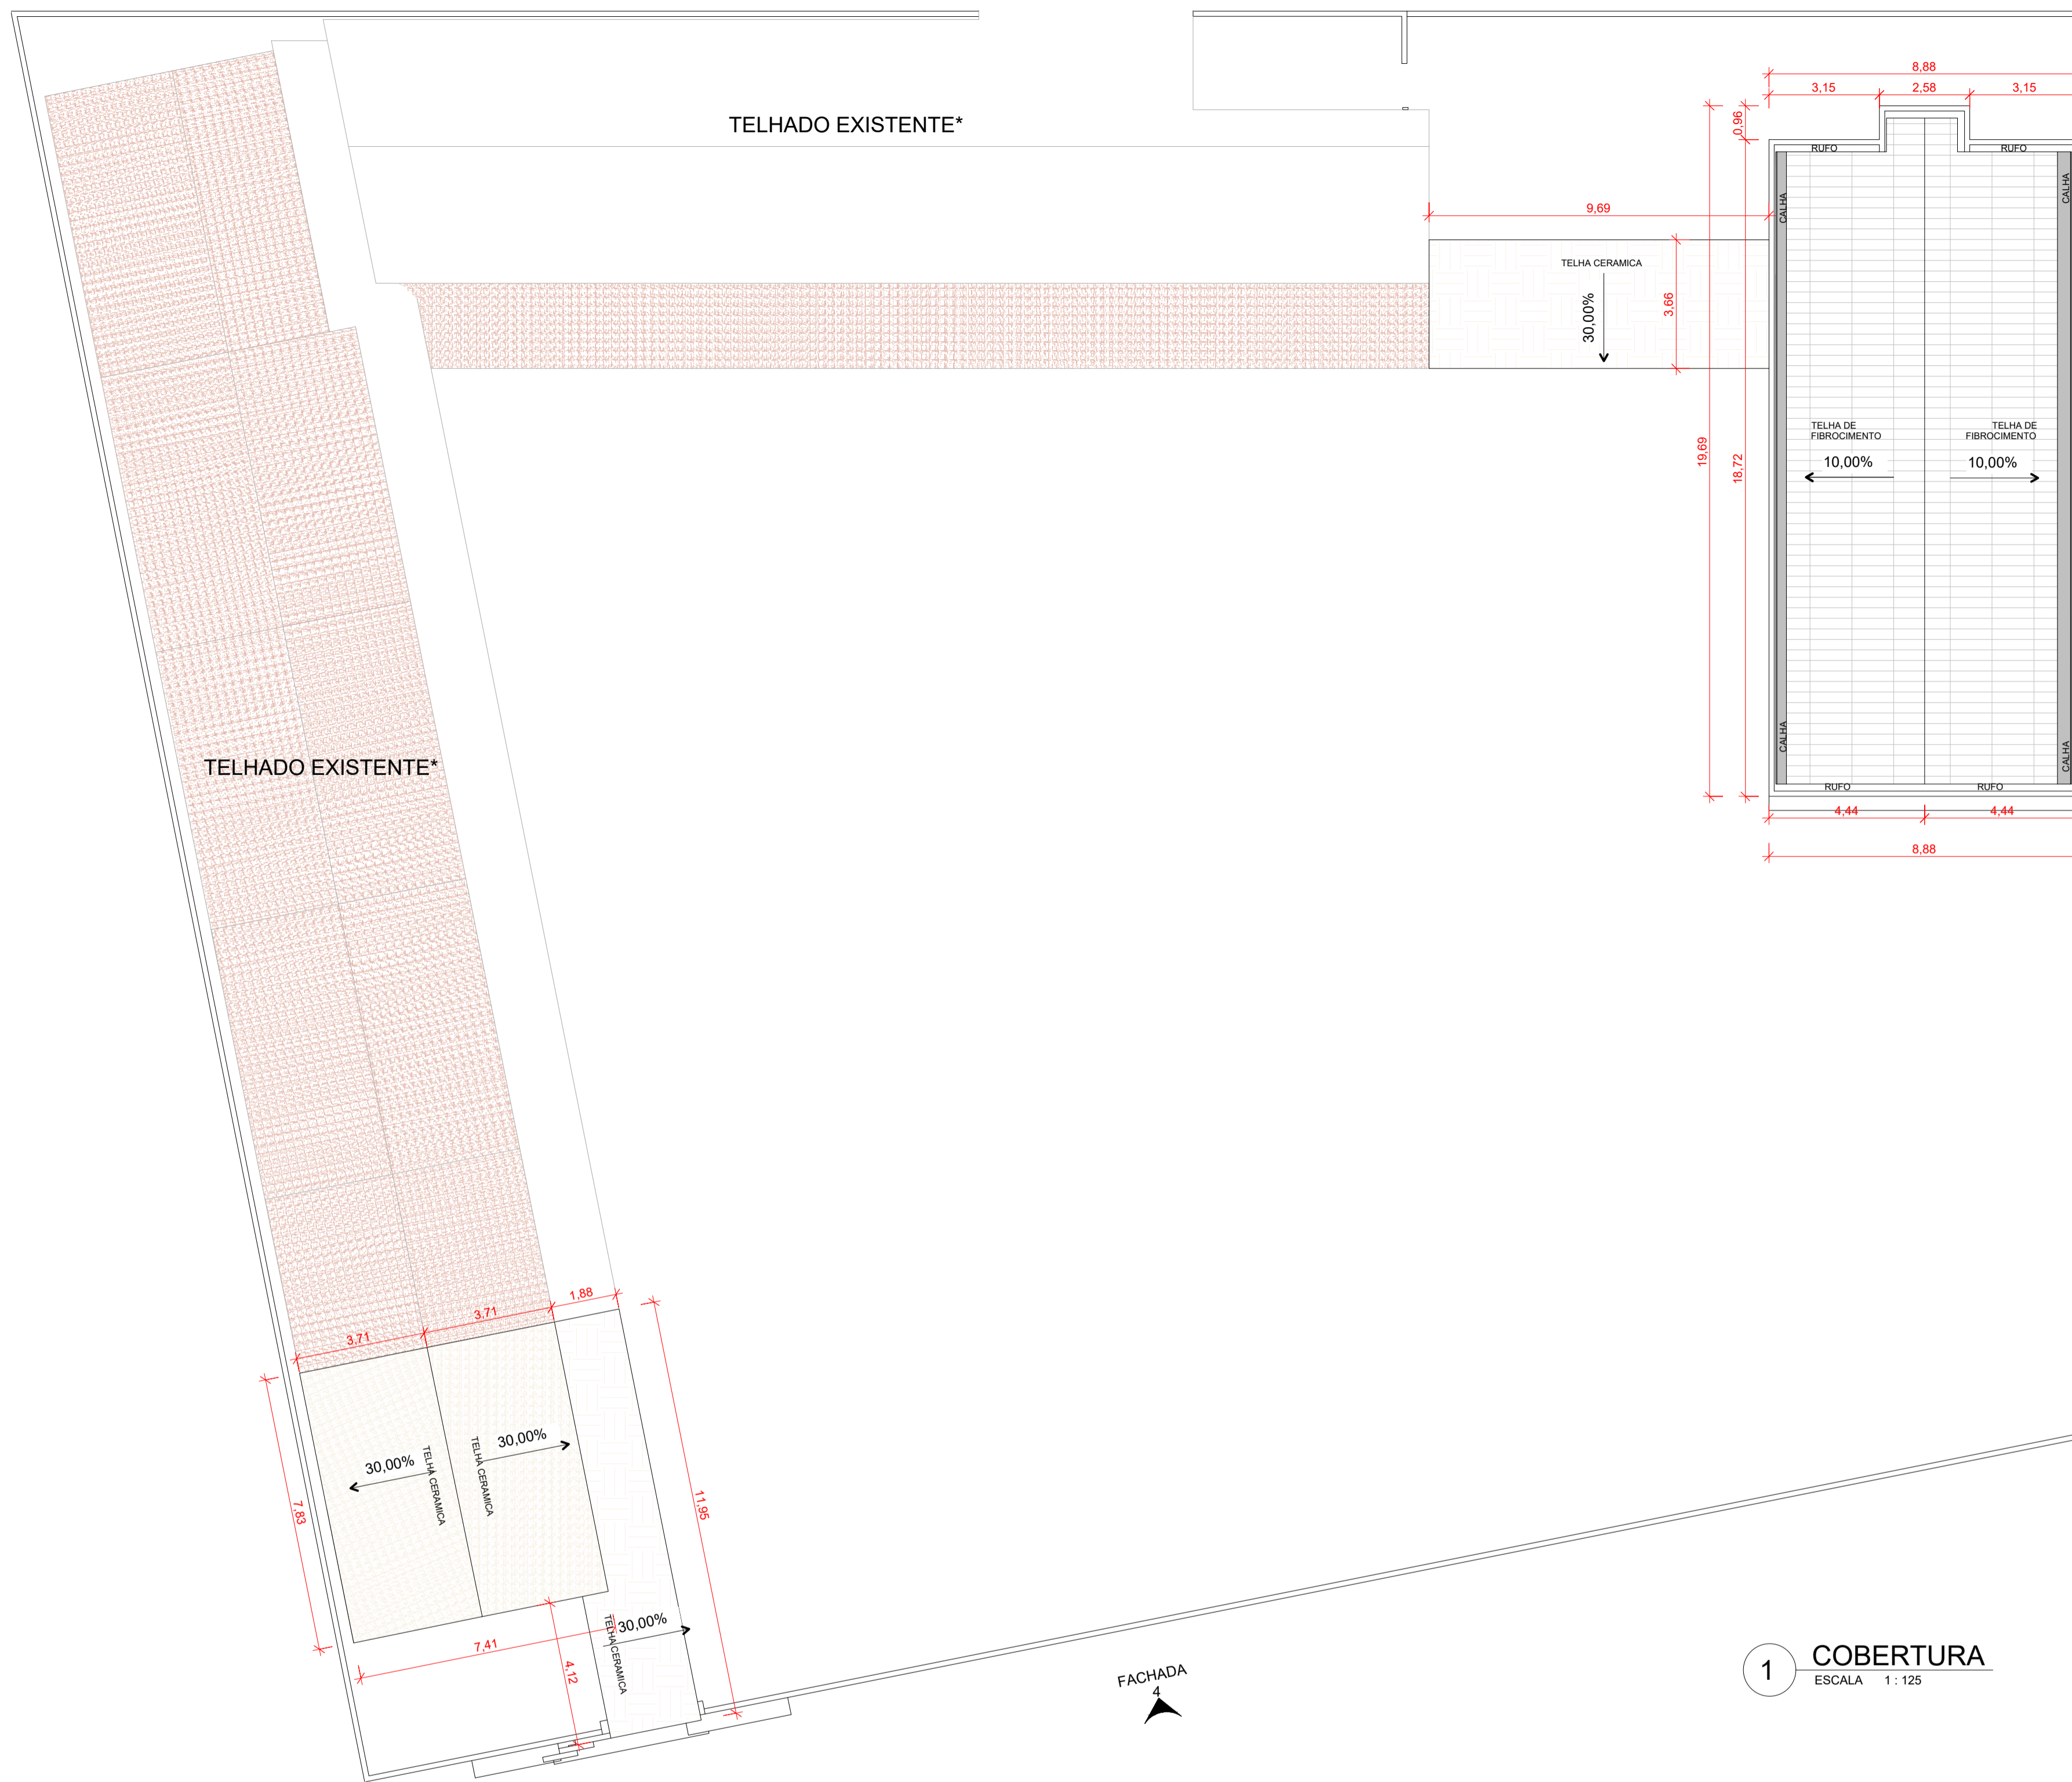 8,88
3,15
2,58
3,15
0,96
TELHADO EXISTENTE*
RUFO
RUFO
CALHA
CALHA
9,69
TELHA CERAMICA
30,00%
3,66
19,69
18,72
TELHA DE
FIBROCIMENTO
10,00%
TELHA DE
FIBROCIMENTO
10,00%
CALHA
CALHA
RUFO
RUFO
4,44
4,44
8,88
TELHADO EXISTENTE*
3,71
3,71
1,88
7,83
30,00%
TELHA CERAMICA
TELHA CERAMICA
30,00%
11,95
7,41
4,12
TELHA CERAMICA
30,00%
FACHADA
4
1
COBERTURA
ESCALA 1 : 125